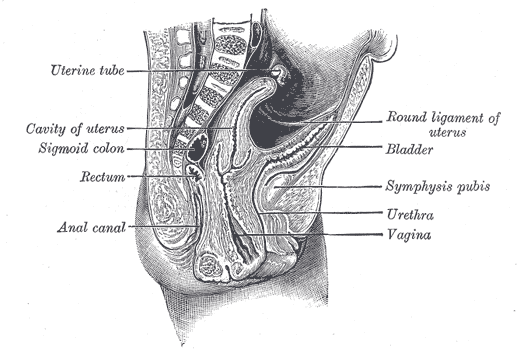 Uterine tube
Cavity of uterus
Sigmoid colon
Rectum
Anal canal
Round ligament of
uterus
Bladder
Symphysis pubis
Urethra
Vagina